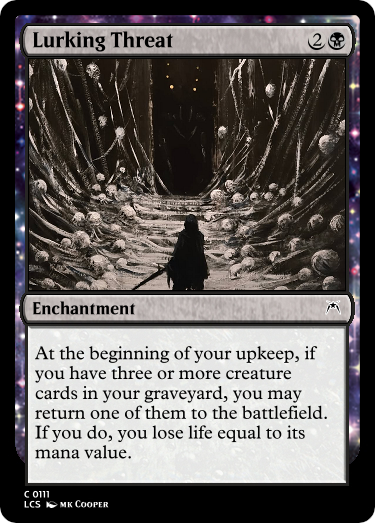 Lurking Threat 2
Enchantment
At the beginning of your upkeep, if
you have three or more creature
cards in your graveyard, you may
return one of them to the battlefield.
If you do, you lose life equal to its
mana value.
C 0111
LCS MK COOPER